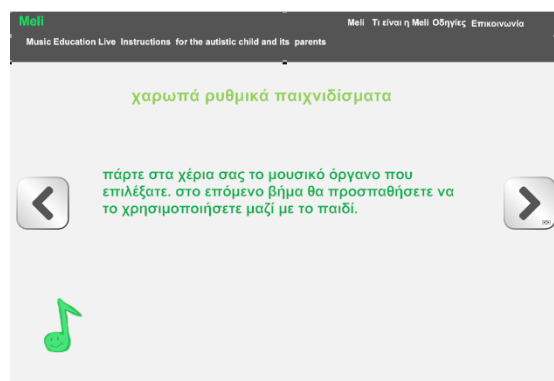 Meli
Meli Τι είναι η Meli Οδηγίες Επικοινωνία
Music Education Live Instructions for the autistic child and its parents
χαρωπά ρυθμικά παιχνιδίσματα
πάρτε στα χέρια σας το μουσικό όργανο που
επιλέξατε. στο επόμενο βήμα θα προσπαθήσετε να
το χρησιμοποιήσετε μαζί με το παιδί.